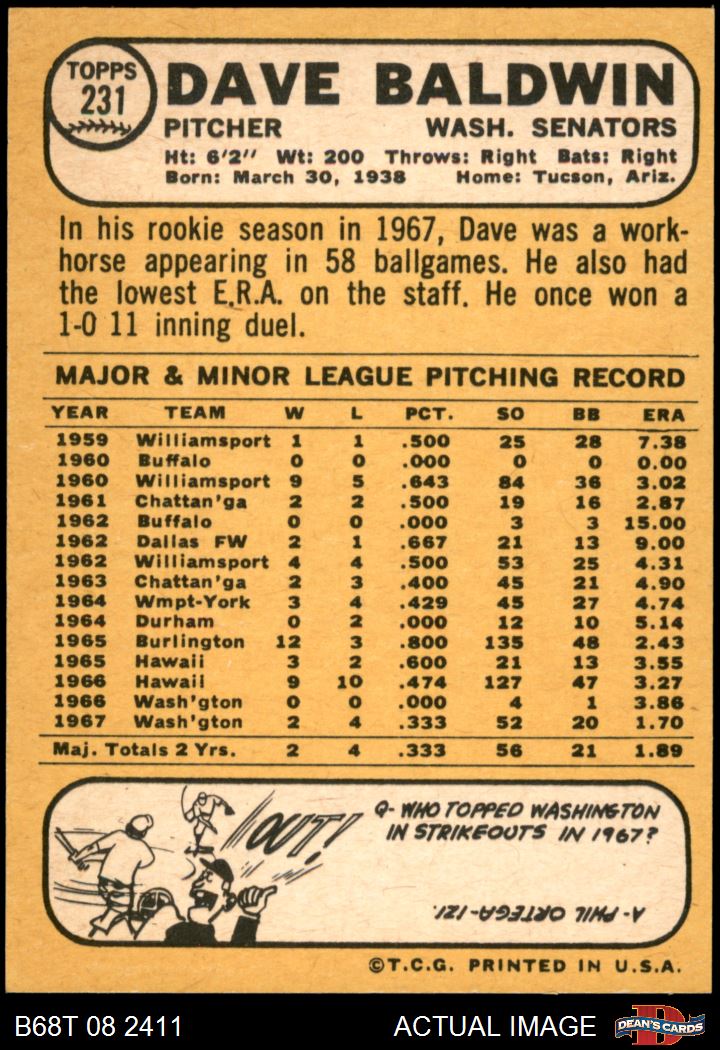 TOPPS
231
DAVE BALDWIN
PITCHER WASH. SENATORS
Ht: 6'2" Wt: 200 Throws: Right Bats: Right
Born: March 30, 1938 Home: Tucson, Ariz.
In his rookie season in 1967, Dave was a work-
horse appearing in 58 ballgames. He also had
the lowest E.R.A. on the staff. He once won a
1-0 11 inning duel.
MAJOR & MINOR LEAGUE PITCHING RECORD
YEAR TEAM W L PCT. SO BB ERA
1959 Williamsport 1 1 .500 25 28 7.38
1960 Buffalo 0 0 .000 0 0 0.00
1960 Williamsport 9 5 .643 84 36 3.02
1961 Chattan'ga 2 2 .500 19 16 2.87
1962 Buffalo 0 0 .000 3 3 15.00
1962 Dallas FW 2 1 .667 21 13 9.00
1962 Williamsport 4 4 .500 53 25 4.31
1963 Chattan'ga 2 3 .400 45 21 4.90
1964 Wmpt-York 3 4 .429 45 27 4.74
1964 Durham 0 2 .000 12 10 5.14
1965 Burlington 12 3 .800 135 48 2.43
1965 Hawaii 3 2 .600 21 13 3.55
1966 Hawaii 9 10 .474 127 47 3.27
1966 Wash'gton 0 0 .000 4 1 3.86
1967 Wash'gton 2 4 .333 52 20 1.70
Maj. Totals 2 Yrs. 2 4 .333 56 21 1.89
OUT!
Q- WHO TOPPED WASHINGTON
IN STRIKEOUTS IN 1967?
A- PHIL ORTEGA-121.
©T.C.G. PRINTED IN U.S.A.
B68T 08 2411 ACTUAL IMAGE
D
DEAN'S CARDS